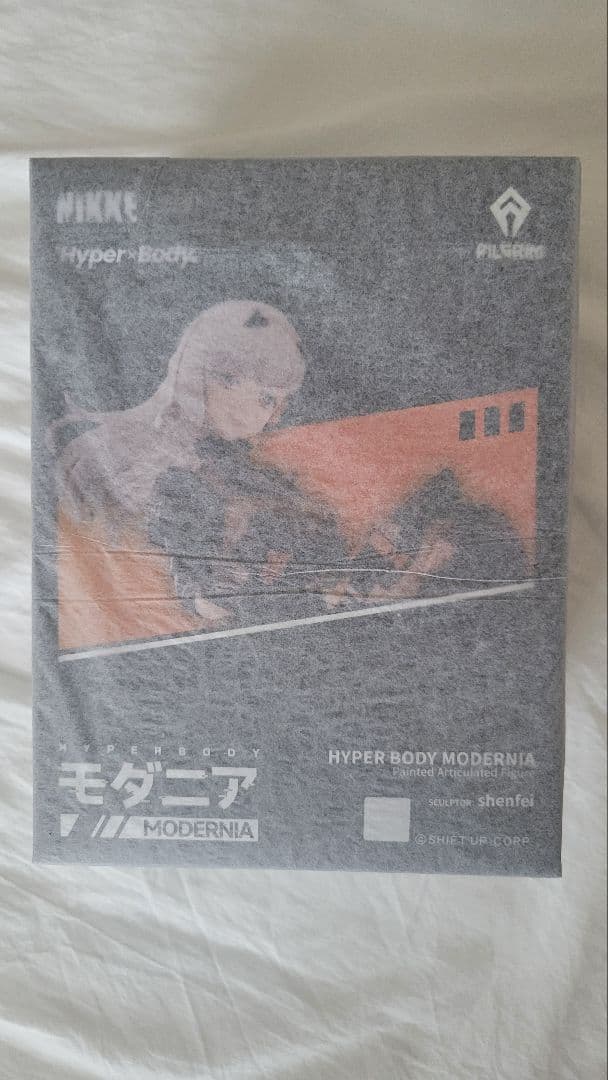 NIKKE
Hyper×Body
PILGRIM
HYPERBODY
モダニア
MODERNIA
HYPER BODY MODERNIA
Painted Articulated Figure
SCULPTOR: shenfei
©SHIFT UP CORP.